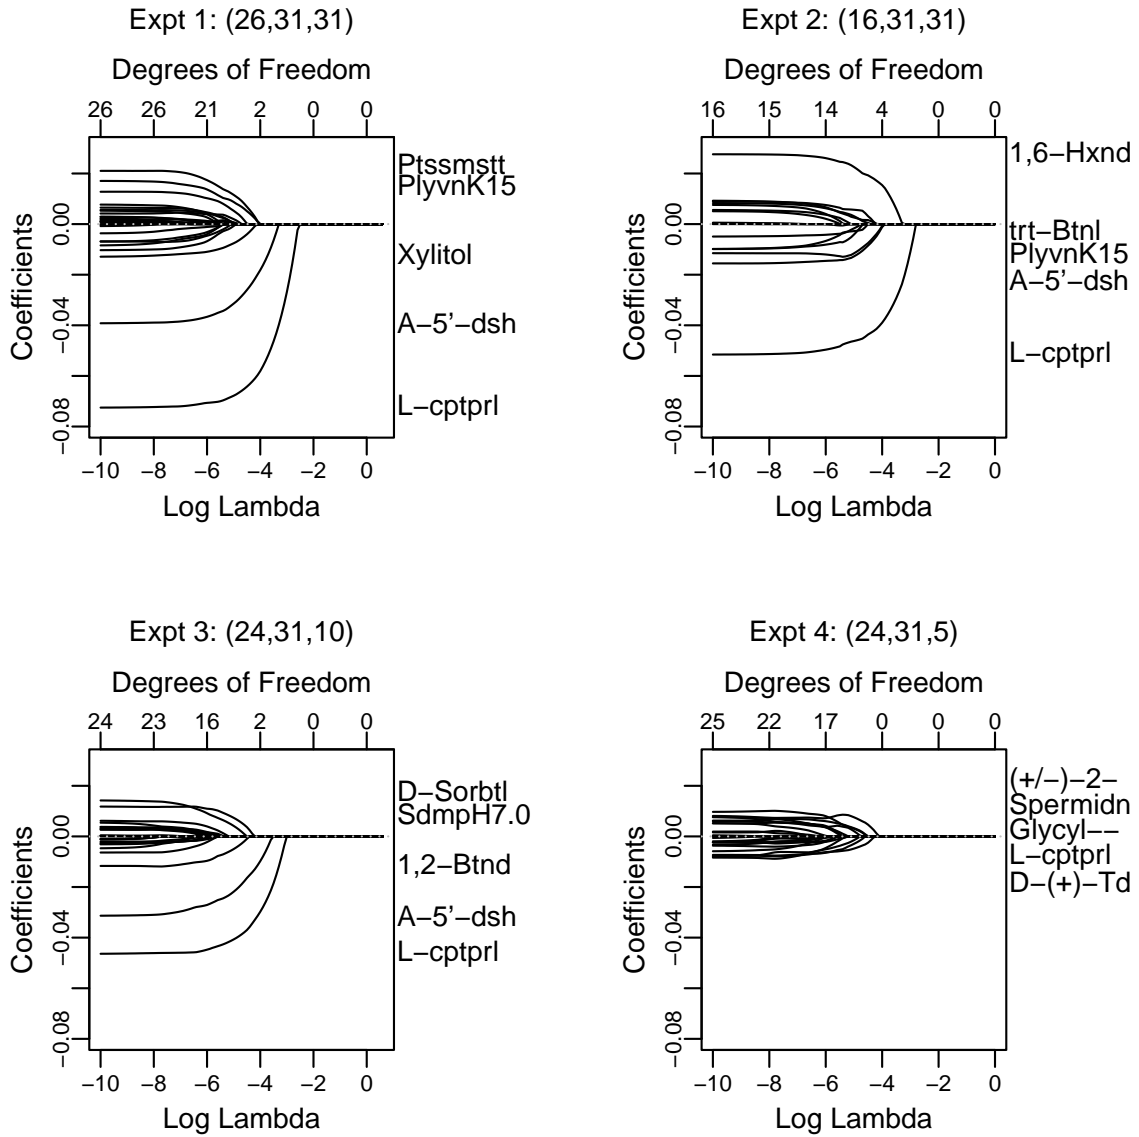 Expt 1: (26,31,31)
Degrees of Freedom
26 26 21 2 0 0
Coefficients
0.00
−0.04
−0.08
Ptssmstt
PlyvnK15
Xylitol
A−5'−dsh
L−cptprl
−10 −8 −6 −4 −2 0
Log Lambda
Expt 2: (16,31,31)
Degrees of Freedom
16 15 14 4 0 0
Coefficients
0.00
−0.04
−0.08
1,6−Hxnd
trt−Btnl
PlyvnK15
A−5'−dsh
L−cptprl
−10 −8 −6 −4 −2 0
Log Lambda
Expt 3: (24,31,10)
Degrees of Freedom
24 23 16 2 0 0
Coefficients
0.00
−0.04
−0.08
D−Sorbtl
SdmpH7.0
1,2−Btnd
A−5'−dsh
L−cptprl
−10 −8 −6 −4 −2 0
Log Lambda
Expt 4: (24,31,5)
Degrees of Freedom
25 22 17 0 0 0
Coefficients
0.00
−0.04
−0.08
(+/−)−2−
Spermidn
Glycyl−−
L−cptprl
D−(+)−Td
−10 −8 −6 −4 −2 0
Log Lambda